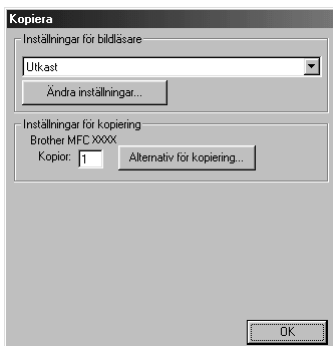 Kopiera
Inställningar för bildläsare
Utkast
Ändra inställningar...
Inställningar för kopiering
Brother MFC XXXX
Kopior: 1 Alternativ för kopiering...
OK